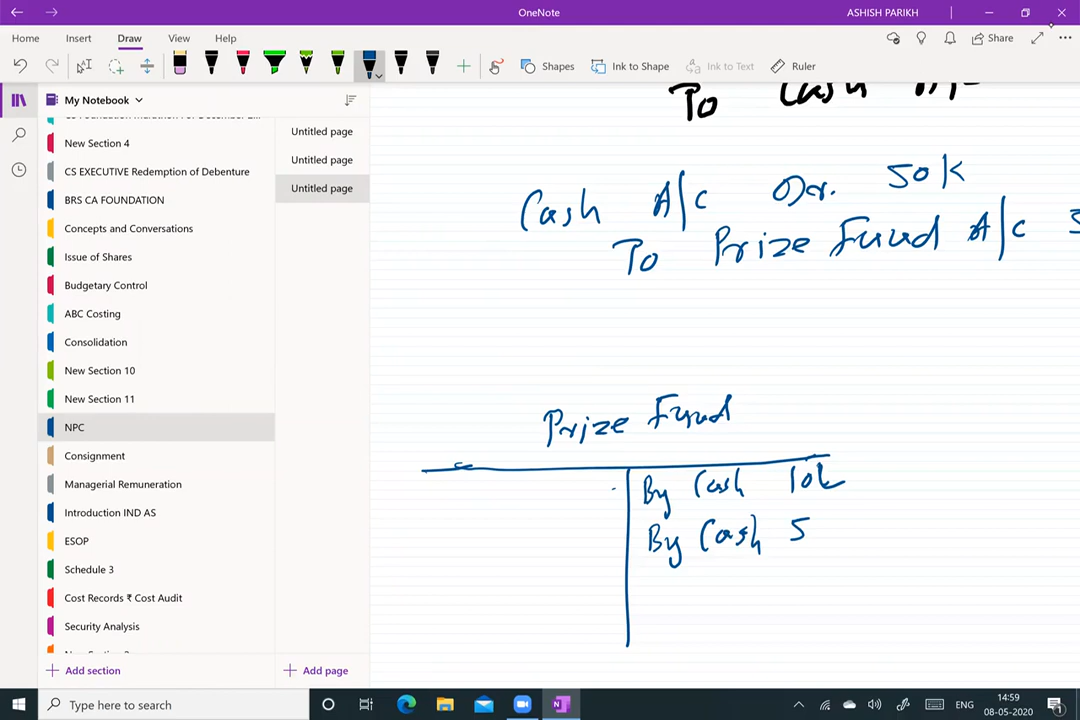 OneNote
ASHISH PARIKH
Home Insert Draw View Help
Share
Shapes Ink to Shape Ink to Text Ruler
My Notebook
New Section 4
CS EXECUTIVE Redemption of Debenture
BRS CA FOUNDATION
Concepts and Conversations
Issue of Shares
Budgetary Control
ABC Costing
Consolidation
New Section 10
New Section 11
NPC
Consignment
Managerial Remuneration
Introduction IND AS
ESOP
Schedule 3
Cost Records ₹ Cost Audit
Security Analysis
Add section
Untitled page
Untitled page
Untitled page
Add page
To Cash A/c
Cash A/c Dr. 50K
To Prize Fund A/c
Prize Fund
By Cash 10k
By Cash 5
Type here to search
ENG
14:59
08-05-2020